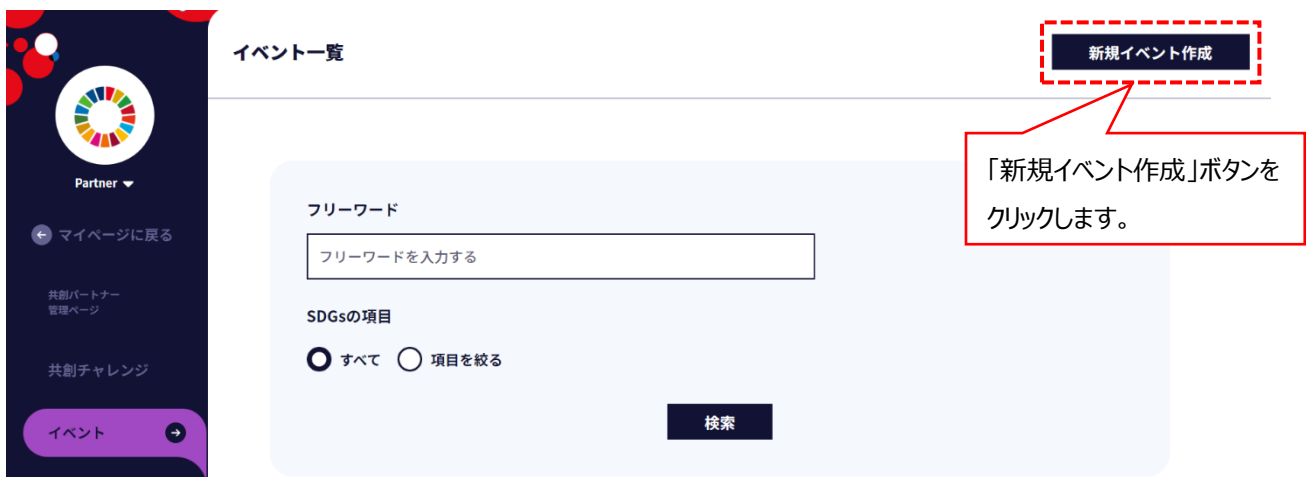 イベント一覧
新規イベント作成
「新規イベント作成」ボタンを
クリックします。
Partner
マイページに戻る
共創パートナー
管理ページ
共創チャレンジ
イベント
フリーワード
フリーワードを入力する
SDGsの項目
すべて 項目を絞る
検索